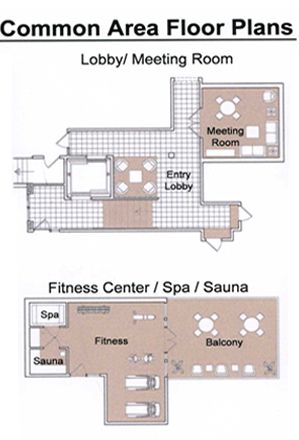 Common Area Floor Plans
Lobby/ Meeting Room
Meeting
Room
Entry
Lobby
Fitness Center / Spa / Sauna
Spa
Fitness
Balcony
Sauna